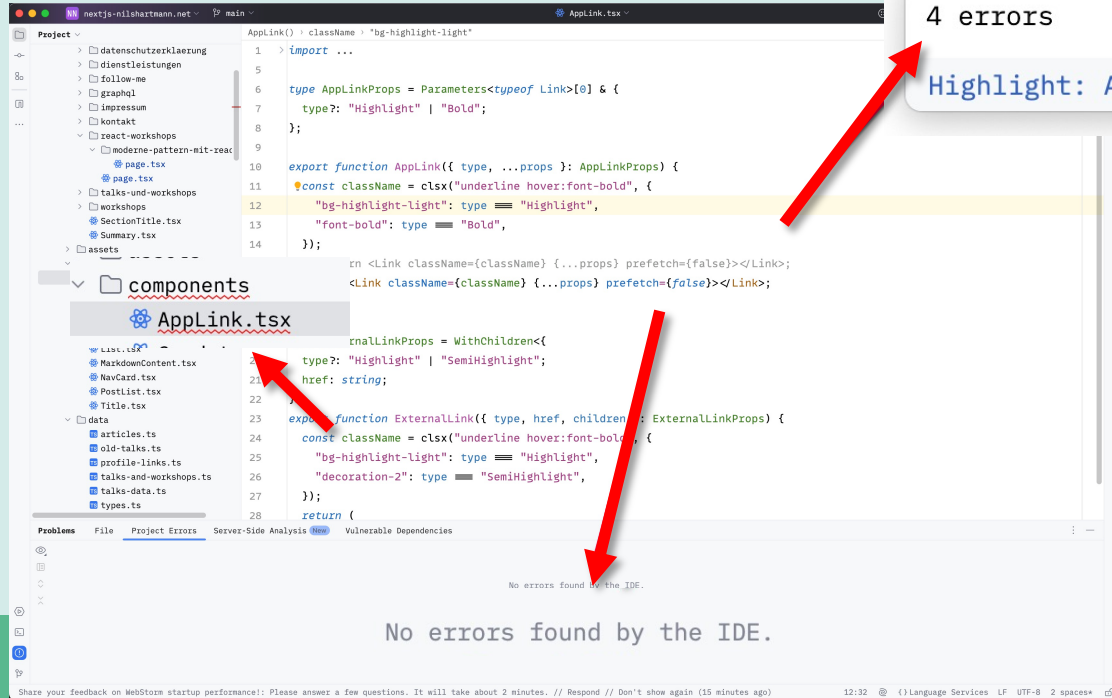 NN nextjs-nilshartmann.net main
AppLink.tsx
4 errors
Highlight: A
Project
AppLink() › className › "bg-highlight-light"
datenschutzerklaerung
dienstleistungen
follow-me
graphql
impressum
kontakt
react-workshops
moderne-pattern-mit-reac
page.tsx
page.tsx
talks-und-workshops
workshops
SectionTitle.tsx
Summary.tsx
assets
components
AppLink.tsx
List.tsx
MarkdownContent.tsx
NavCard.tsx
PostList.tsx
Title.tsx
data
articles.ts
old-talks.ts
profile-links.ts
talks-and-workshops.ts
talks-data.ts
types.ts
1 import ...
5
6 type AppLinkProps = Parameters<typeof Link>[0] & {
7 type?: "Highlight" | "Bold";
8 };
9
10 export function AppLink({ type, ...props }: AppLinkProps) {
11 const className = clsx("underline hover:font-bold", {
12 "bg-highlight-light": type === "Highlight",
13 "font-bold": type === "Bold",
14 });
rn <Link className={className} {...props} prefetch={false}></Link>;
<Link className={className} {...props} prefetch={false}></Link>;
rnalLinkProps = WithChildren<{
type?: "Highlight" | "SemiHighlight";
21 href: string;
22 }
23 function ExternalLink({ type, href, children : ExternalLinkProps) {
24 const className = clsx("underline hover:font-bold", {
25 "bg-highlight-light": type === "Highlight",
26 "decoration-2": type === "SemiHighlight",
27 });
28 return (
Problems File Project Errors Server-Side Analysis New Vulnerable Dependencies
No errors found by the IDE.
No errors found by the IDE.
Share your feedback on WebStorm startup performance!: Please answer a few questions. It will take about 2 minutes. // Respond // Don't show again (15 minutes ago) 12:32 @ {} Language Services LF UTF-8 2 spaces*